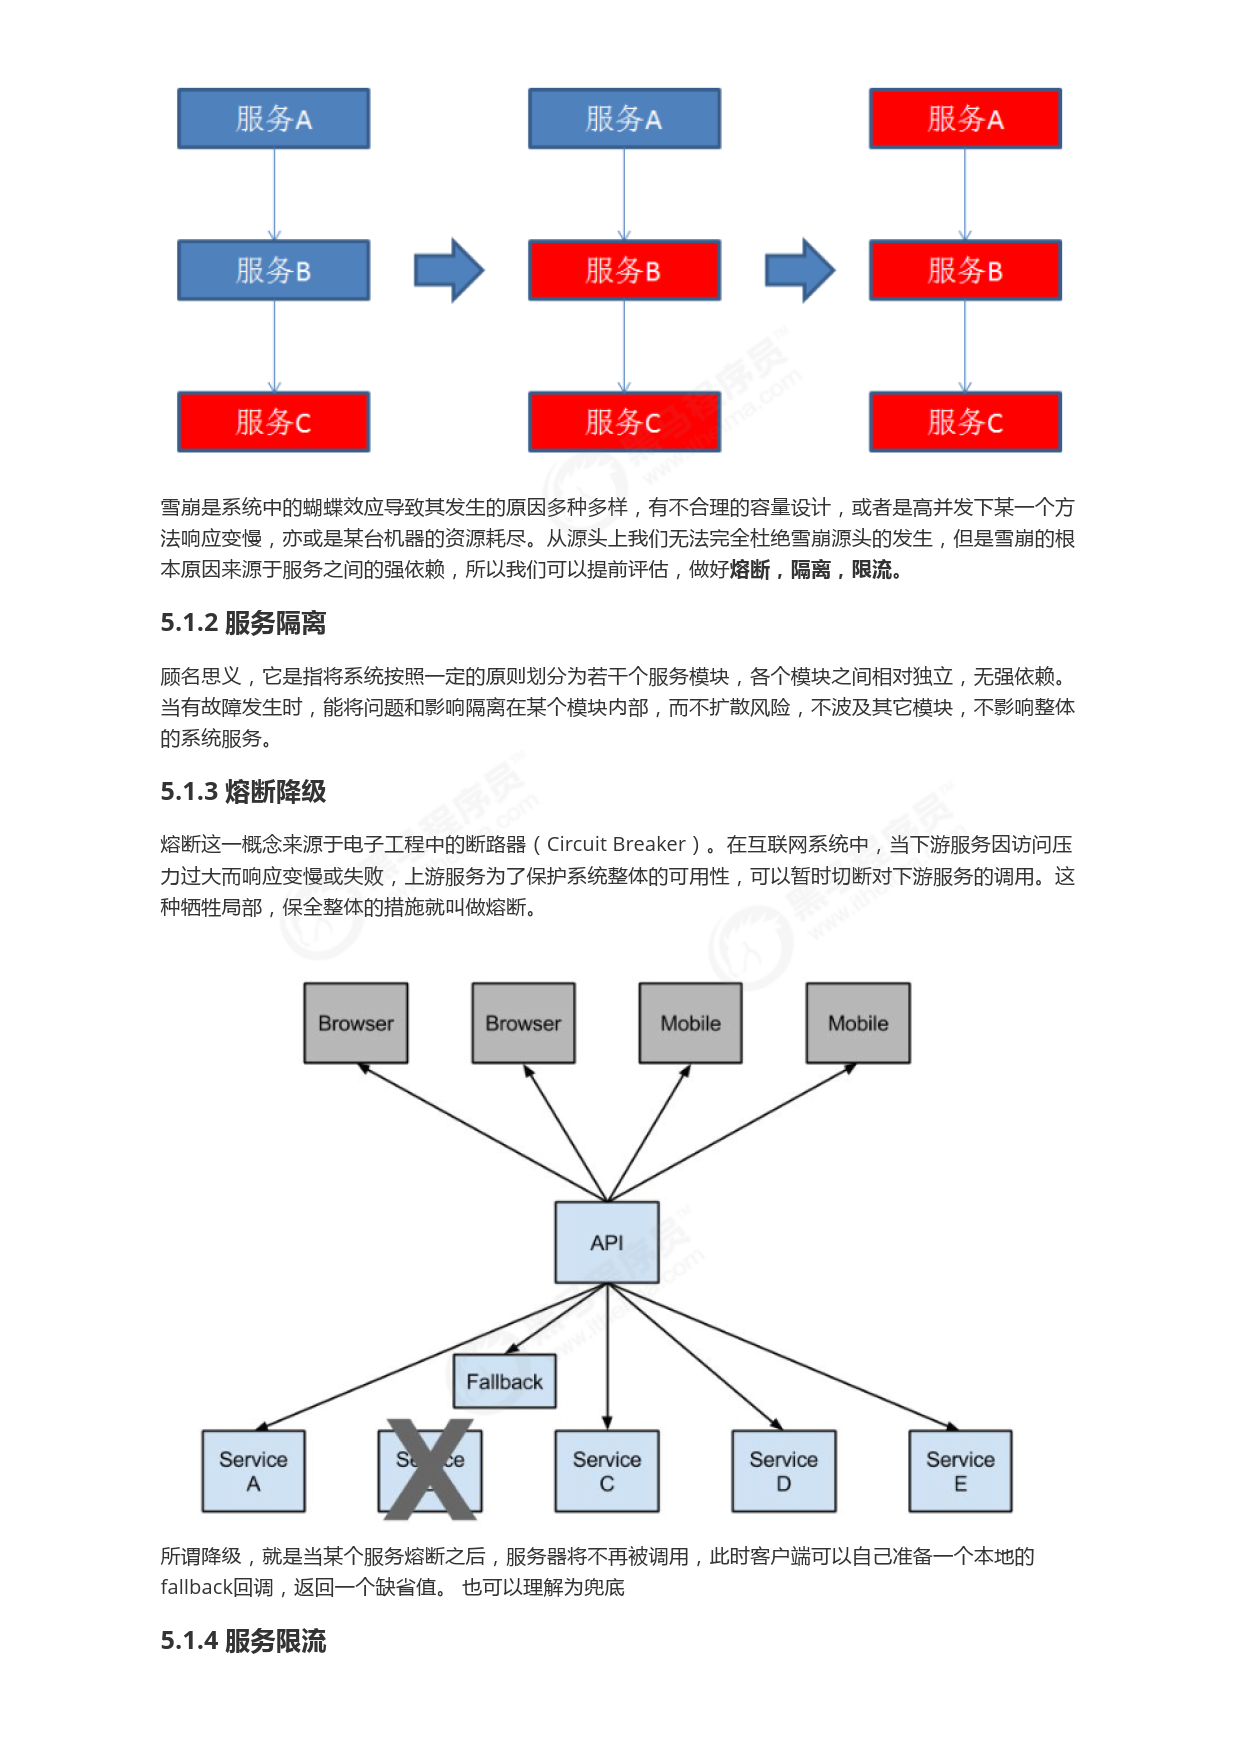 服务A
服务A
服务A
服务B
服务B
服务B
服务C
服务C
服务C
雪崩是系统中的蝴蝶效应导致其发生的原因多种多样，有不合理的容量设计，或者是高并发下某一个方
法响应变慢，亦或是某台机器的资源耗尽。从源头上我们无法完全杜绝雪崩源头的发生，但是雪崩的根
本原因来源于服务之间的强依赖，所以我们可以提前评估，做好熔断，隔离，限流。
5.1.2 服务隔离
顾名思义，它是指将系统按照一定的原则划分为若干个服务模块，各个模块之间相对独立，无强依赖。
当有故障发生时，能将问题和影响隔离在某个模块内部，而不扩散风险，不波及其它模块，不影响整体
的系统服务。
5.1.3 熔断降级
熔断这一概念来源于电子工程中的断路器（Circuit Breaker）。在互联网系统中，当下游服务因访问压
力过大而响应变慢或失败，上游服务为了保护系统整体的可用性，可以暂时切断对下游服务的调用。这
种牺牲局部，保全整体的措施就叫做熔断。
Browser
Browser
Mobile
Mobile
API
Fallback
Service
A
Service
C
Service
D
Service
E
所谓降级，就是当某个服务熔断之后，服务器将不再被调用，此时客户端可以自己准备一个本地的
fallback回调，返回一个缺省值。 也可以理解为兜底
5.1.4 服务限流